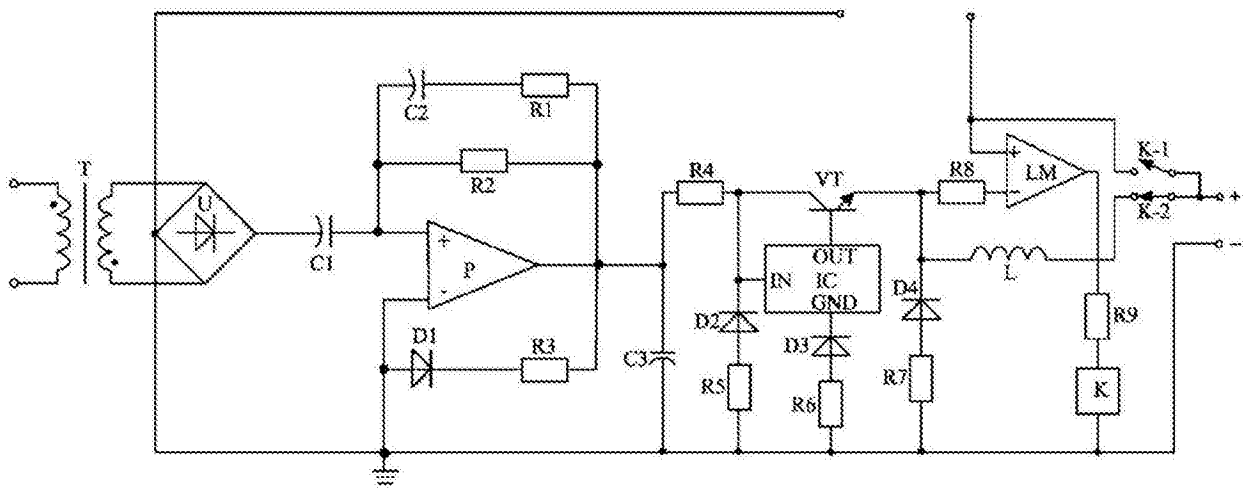 C2
R1
K-1
T
R2
R4
VT
R8
+
LM
-
U
K-2
+
C1
+
P
-
OUT
IN
IC
GND
L
−
D4
D2
R9
D1
R3
C3
D3
R5
R6
R7
K